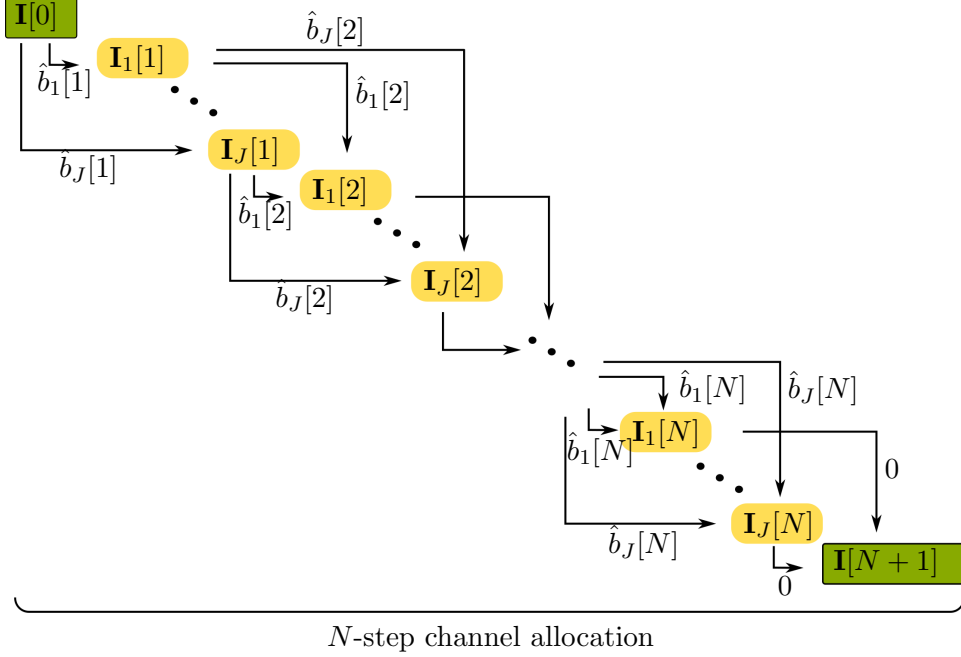 I[0]
b̂_J[2]
I_1[1]
b̂_1[1]
b̂_1[2]
I_J[1]
b̂_J[1]
I_1[2]
b̂_1[2]
I_J[2]
b̂_J[2]
b̂_1[N]
b̂_J[N]
I_1[N]
b̂_1[N]
0
I_J[N]
b̂_J[N]
I[N + 1]
0
N-step channel allocation